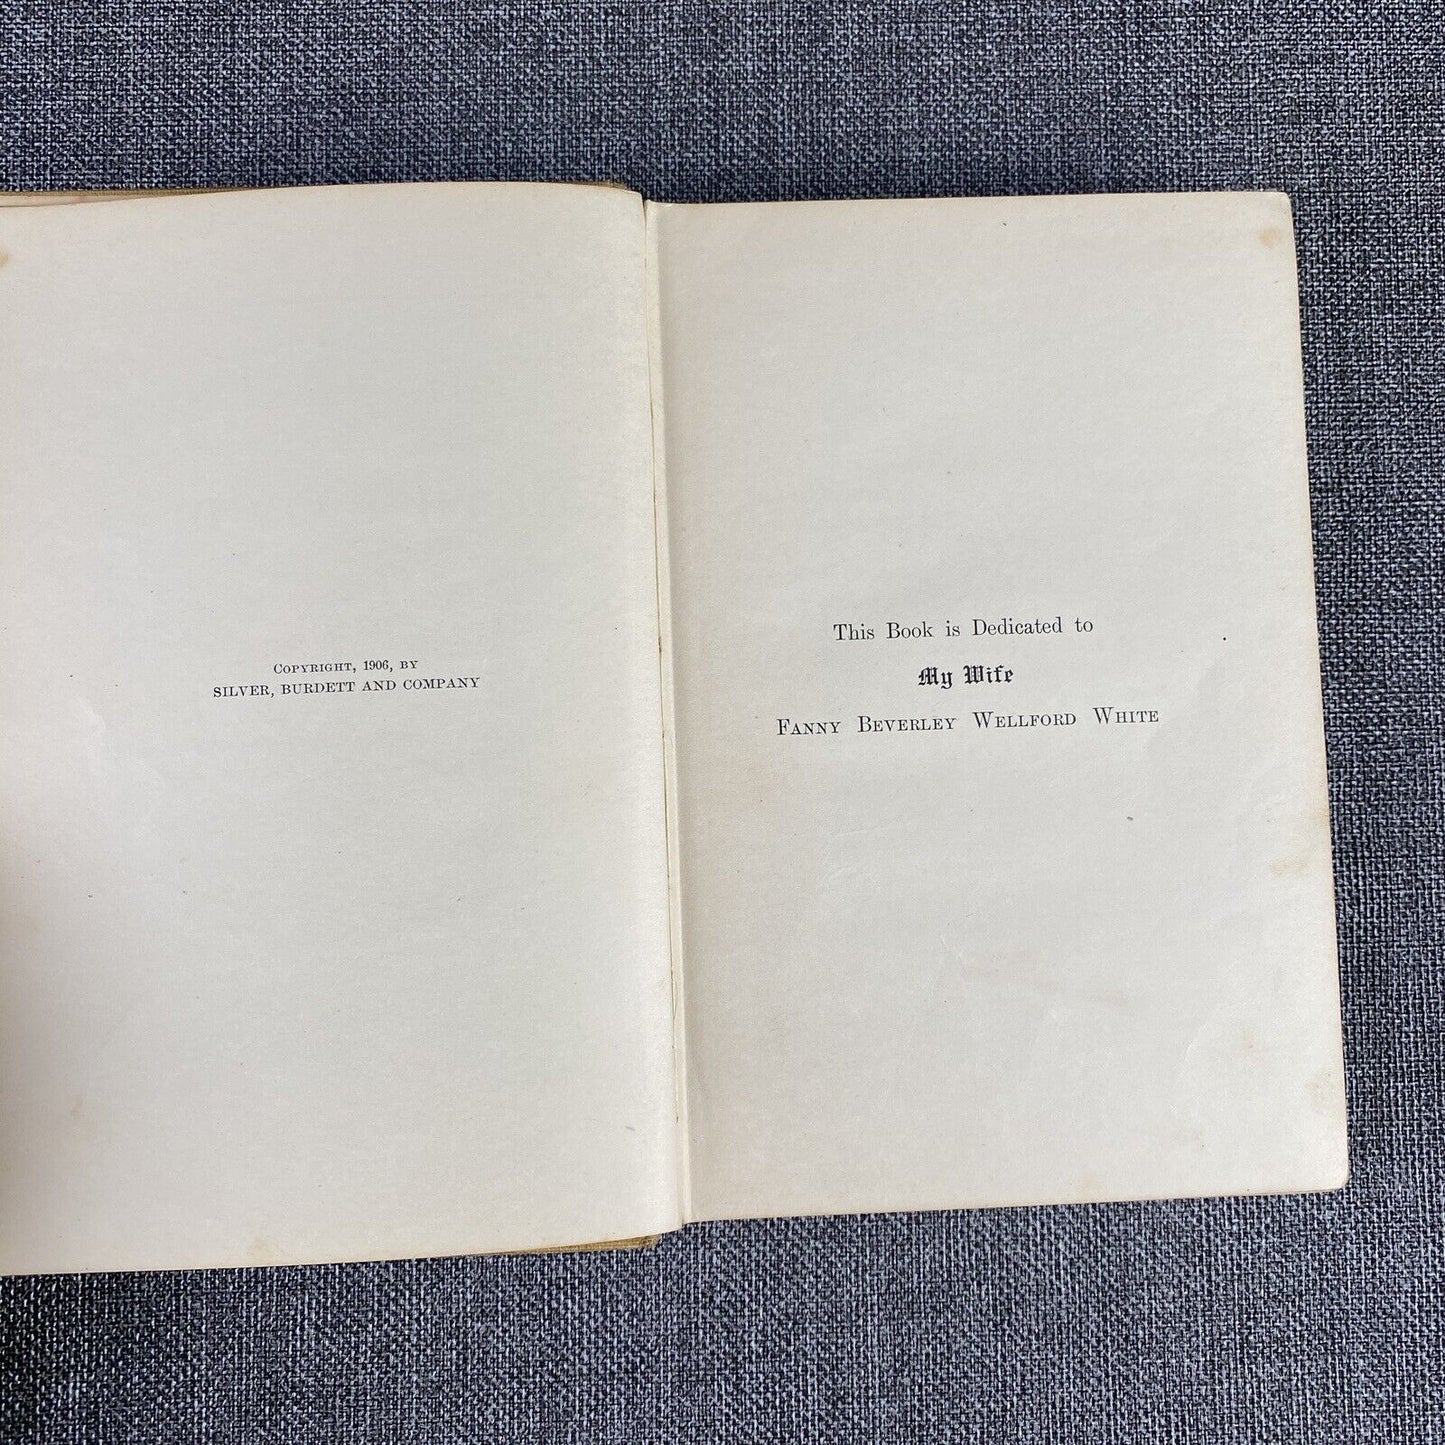 Copyright, 1906, by
SILVER, BURDETT AND COMPANY
This Book is Dedicated to
My Wife
Fanny Beverley Wellford White